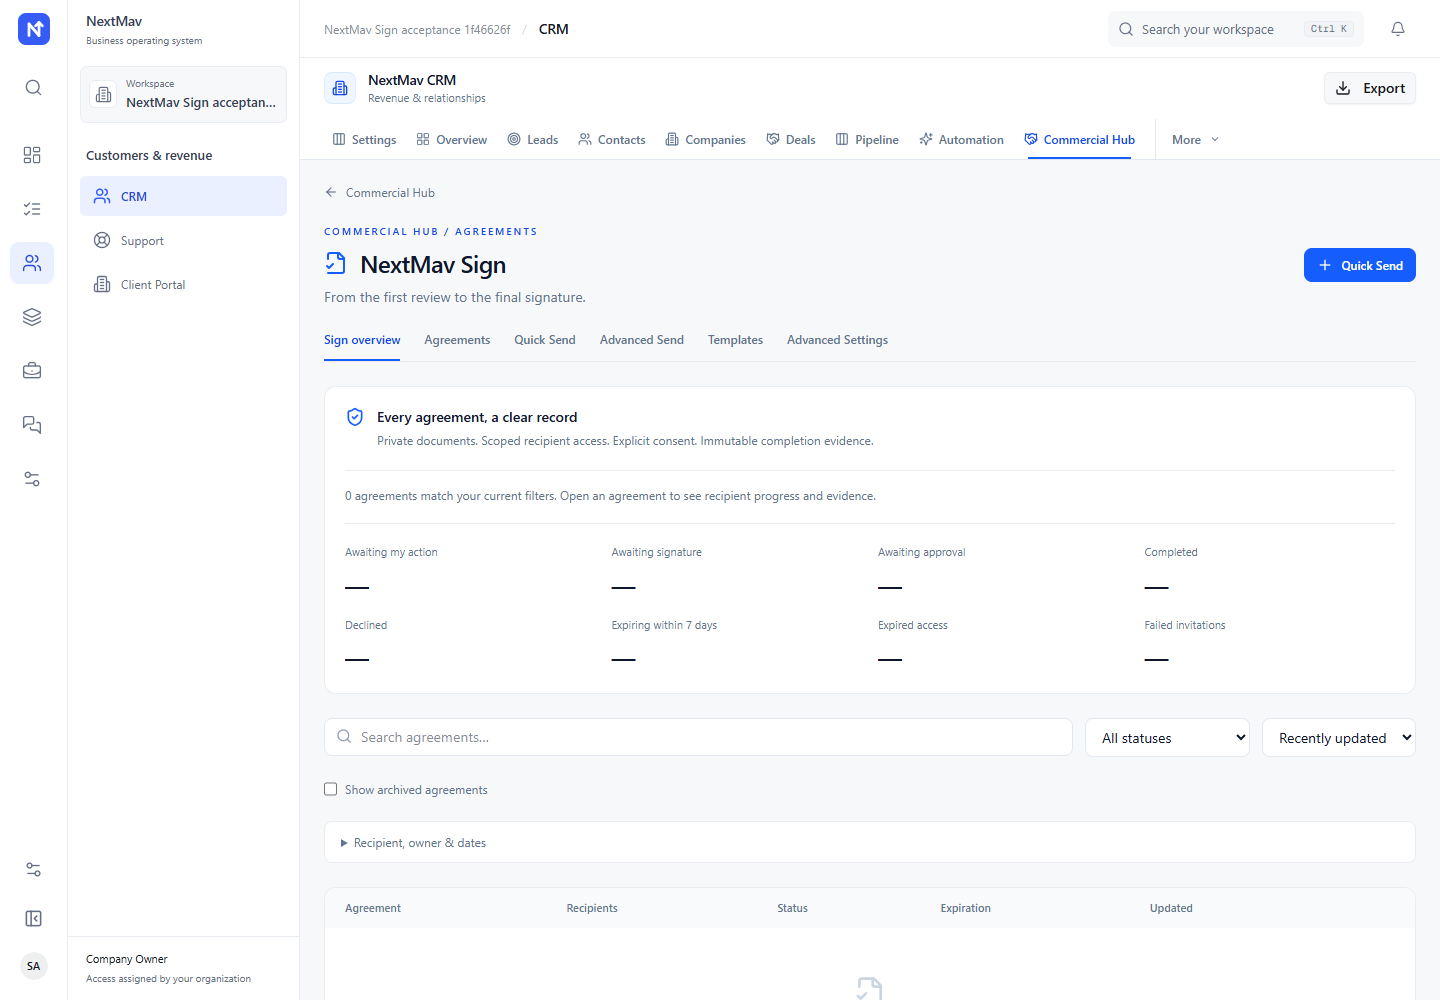 NextMav
Business operating system
Workspace
NextMav Sign acceptan...
Customers & revenue
CRM
Support
Client Portal
Company Owner
Access assigned by your organization
SA
NextMav Sign acceptance 1f46626f / CRM
Search your workspace
Ctrl K
NextMav CRM
Revenue & relationships
Export
Settings
Overview
Leads
Contacts
Companies
Deals
Pipeline
Automation
Commercial Hub
More
Commercial Hub
COMMERCIAL HUB / AGREEMENTS
NextMav Sign
From the first review to the final signature.
Quick Send
Sign overview
Agreements
Quick Send
Advanced Send
Templates
Advanced Settings
Every agreement, a clear record
Private documents. Scoped recipient access. Explicit consent. Immutable completion evidence.
0 agreements match your current filters. Open an agreement to see recipient progress and evidence.
Awaiting my action
—
Awaiting signature
—
Awaiting approval
—
Completed
—
Declined
—
Expiring within 7 days
—
Expired access
—
Failed invitations
—
Search agreements...
All statuses
Recently updated
Show archived agreements
Recipient, owner & dates
Agreement
Recipients
Status
Expiration
Updated